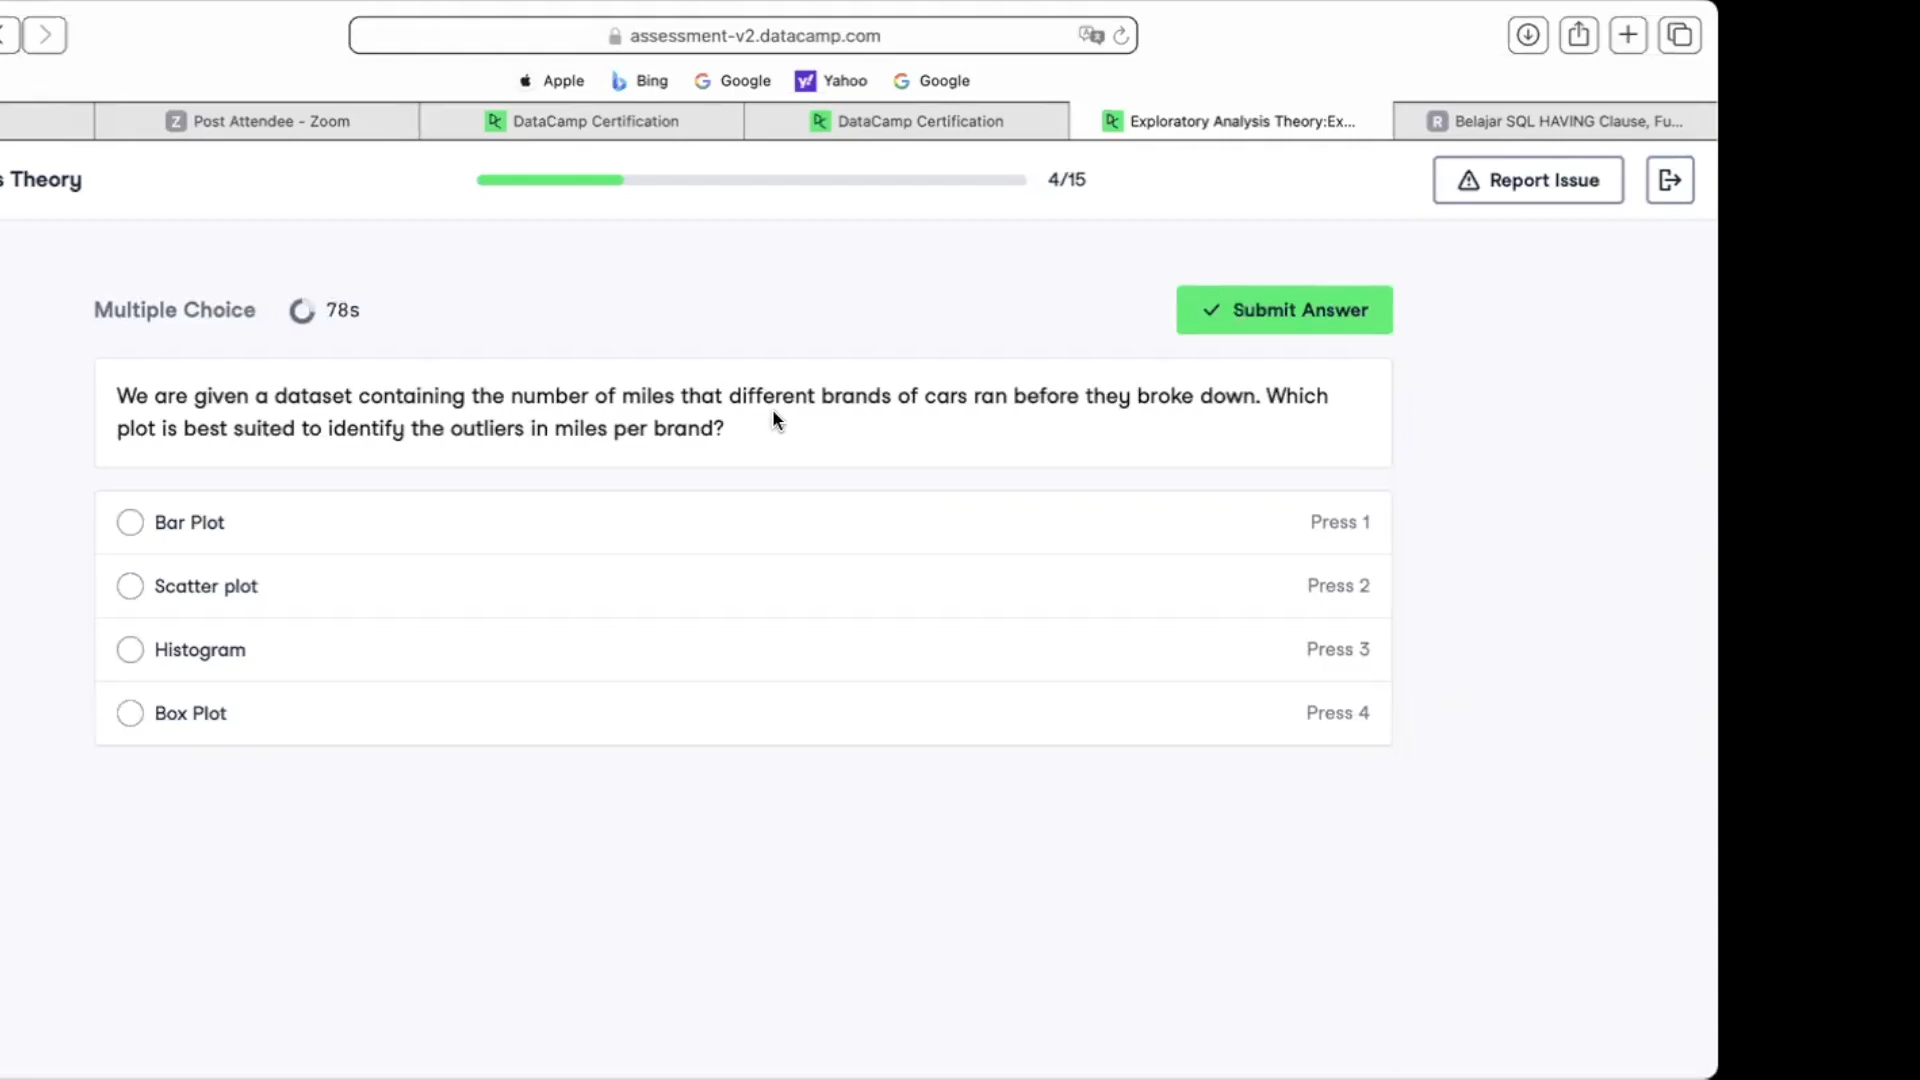 assessment-v2.datacamp.com
Apple Bing Google Yahoo Google
Post Attendee - Zoom DataCamp Certification DataCamp Certification Exploratory Analysis Theory:Ex... Belajar SQL HAVING Clause, Fu...
s Theory 4/15 Report Issue
Multiple Choice 78s Submit Answer
We are given a dataset containing the number of miles that different brands of cars ran before they broke down. Which
plot is best suited to identify the outliers in miles per brand?
Bar Plot Press 1
Scatter plot Press 2
Histogram Press 3
Box Plot Press 4